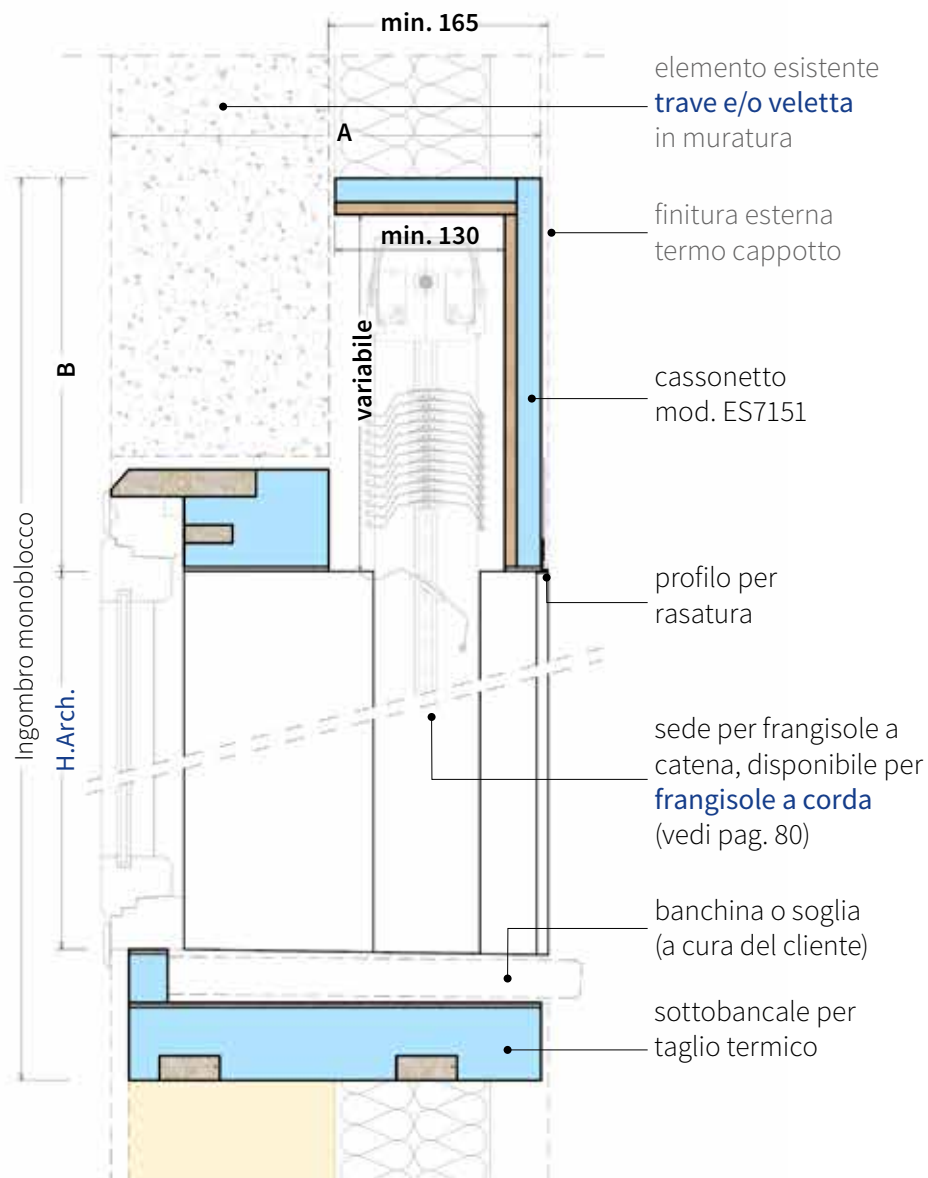 min. 165
elemento esistente
trave e/o veletta
in muratura
A
finitura esterna
termo cappotto
min. 130
variabile
B
cassonetto
mod. ES7151
Ingombro monoblocco
H.Arch.
profilo per
rasatura
sede per frangisole a
catena, disponibile per
frangisole a corda
(vedi pag. 80)
banchina o soglia
(a cura del cliente)
sottobancale per
taglio termico